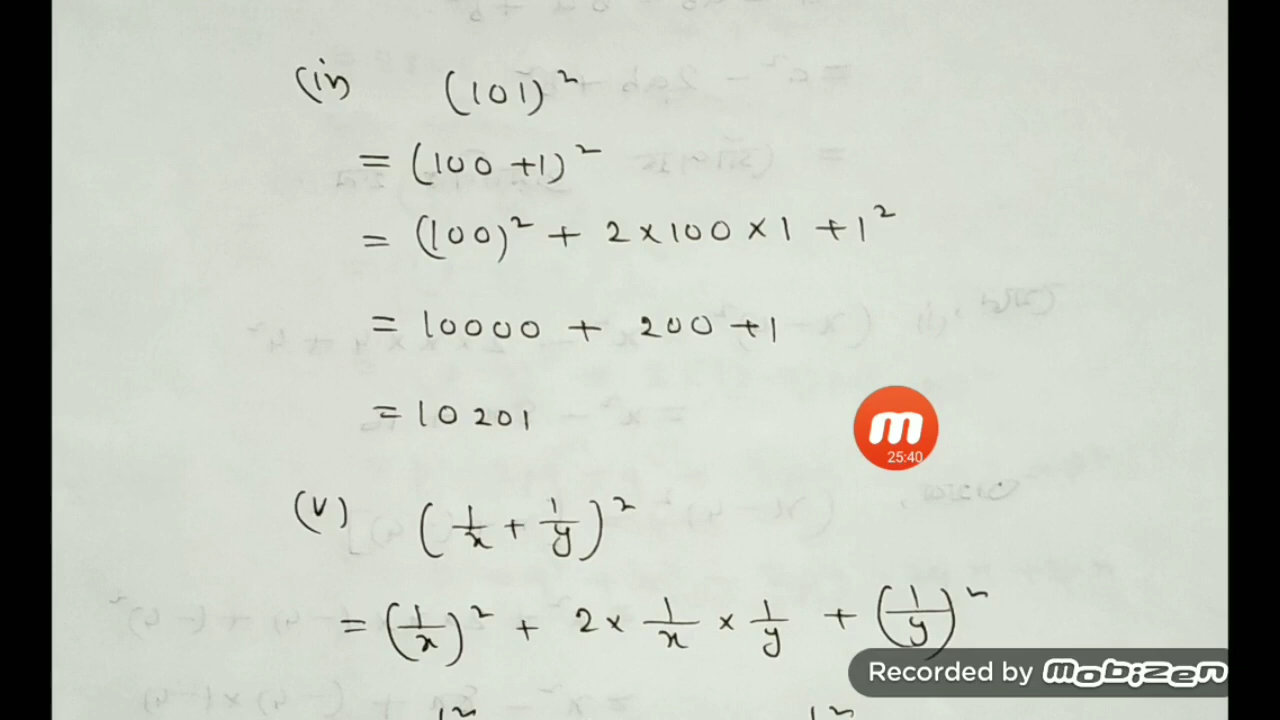 (iv) (101)²
= (100 +1)²
= (100)² + 2 × 100 × 1 + 1²
= 10000 + 200 + 1
= 10201
m
25:40
(v) (1/x + 1/y)²
= (1/x)² + 2 × 1/x × 1/y + (1/y)²
Recorded by mobizen